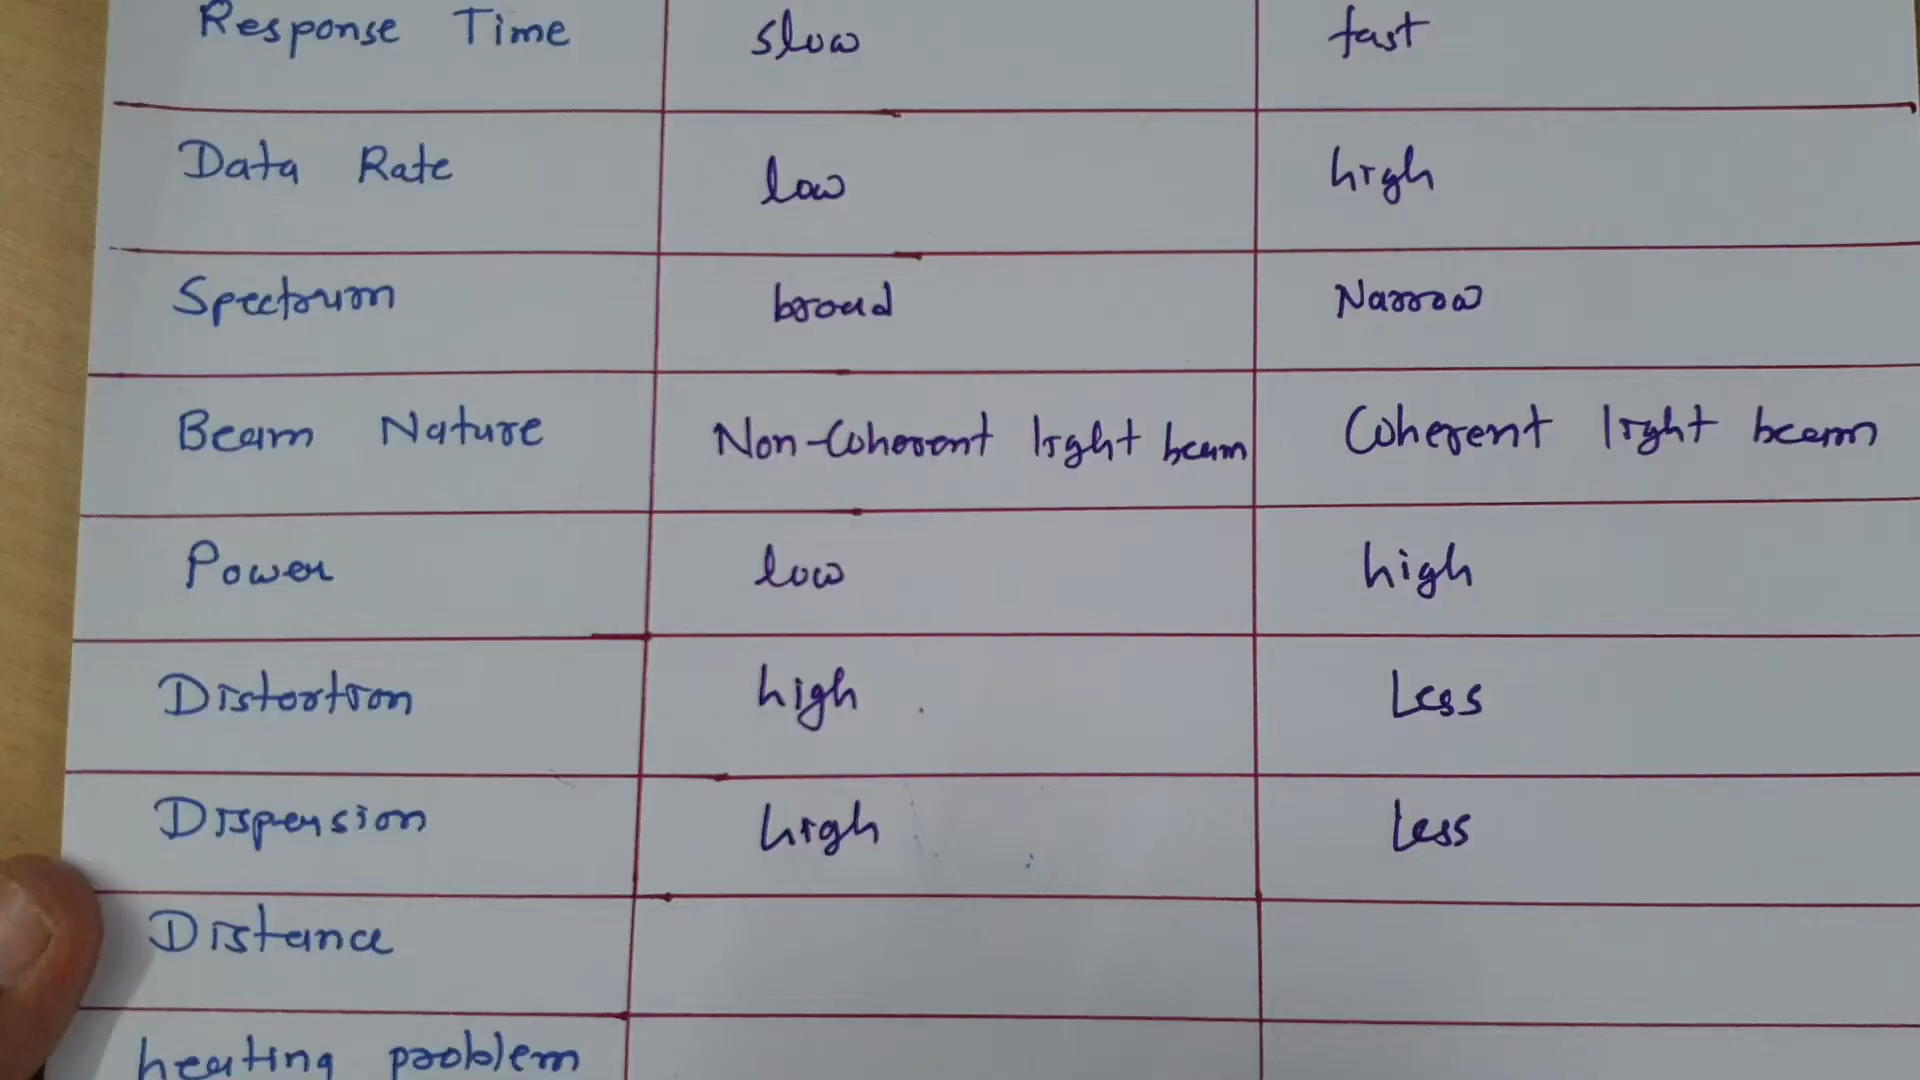 Response Time slow fast
Data Rate low high
Spectrum broad Narrow
Beam Nature Non-Coherent light beam Coherent light beam
Power low high
Distortion high Less
Dispersion high Less
Distance
heating problem